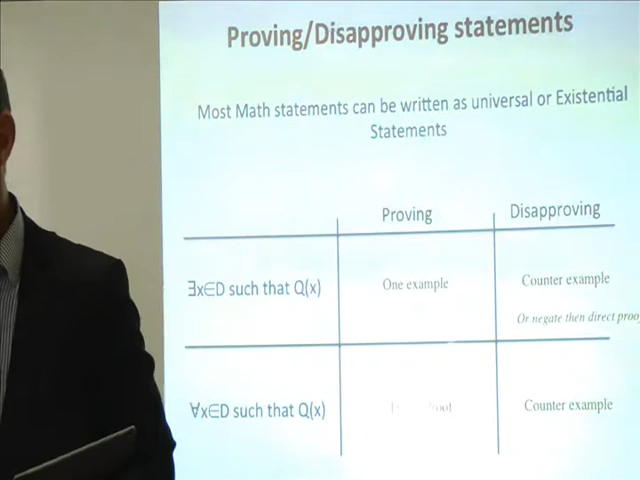 Proving/Disapproving statements
Most Math statements can be written as universal or Existential
Statements
Proving Disapproving
∃x∈D such that Q(x) One example Counter example
Or negate then direct
∀x∈D such that Q(x) Counter example